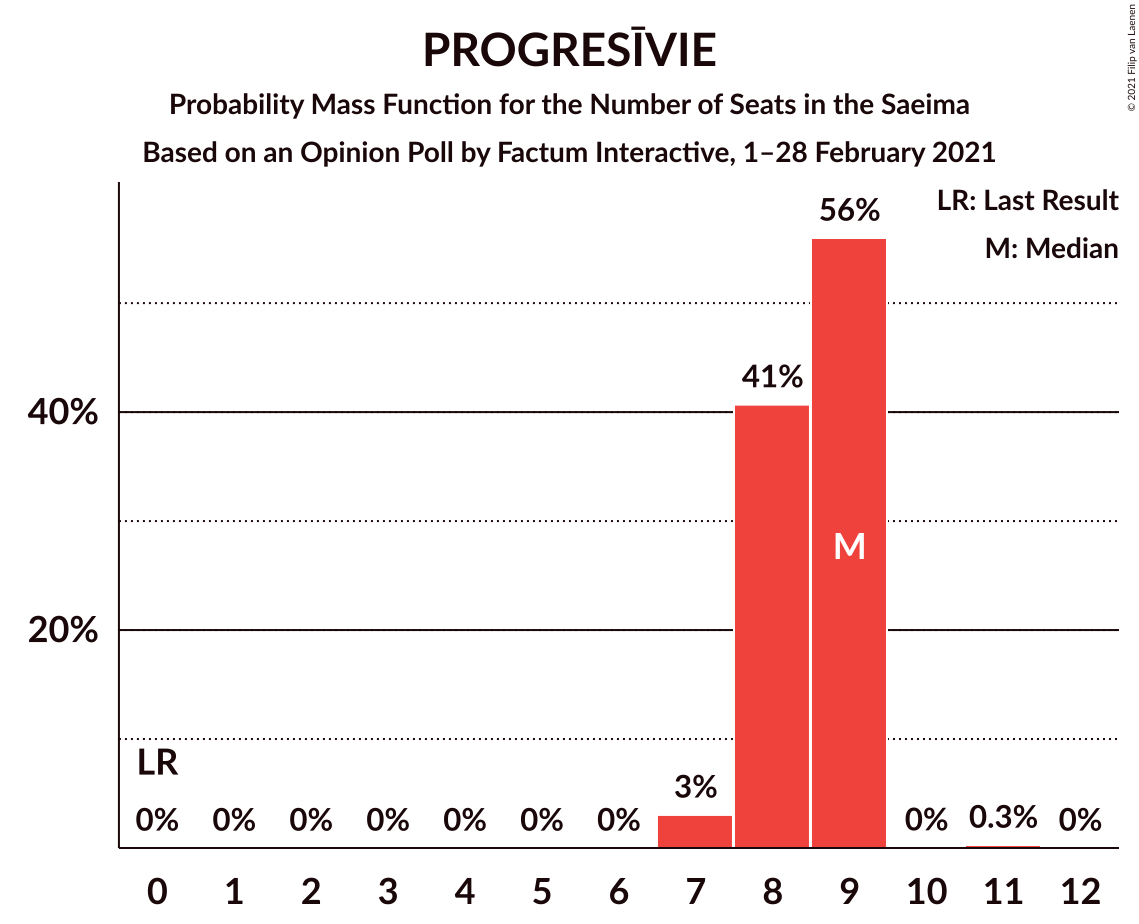 PROGRESĪVIE
Probability Mass Function for the Number of Seats in the Saeima
Based on an Opinion Poll by Factum Interactive, 1–28 February 2021
© 2021 Filip van Laenen
LR: Last Result
M: Median
56%
41%
40%
M
20%
LR
3%
0% 0% 0% 0% 0% 0% 0% 0% 0.3% 0%
0 1 2 3 4 5 6 7 8 9 10 11 12